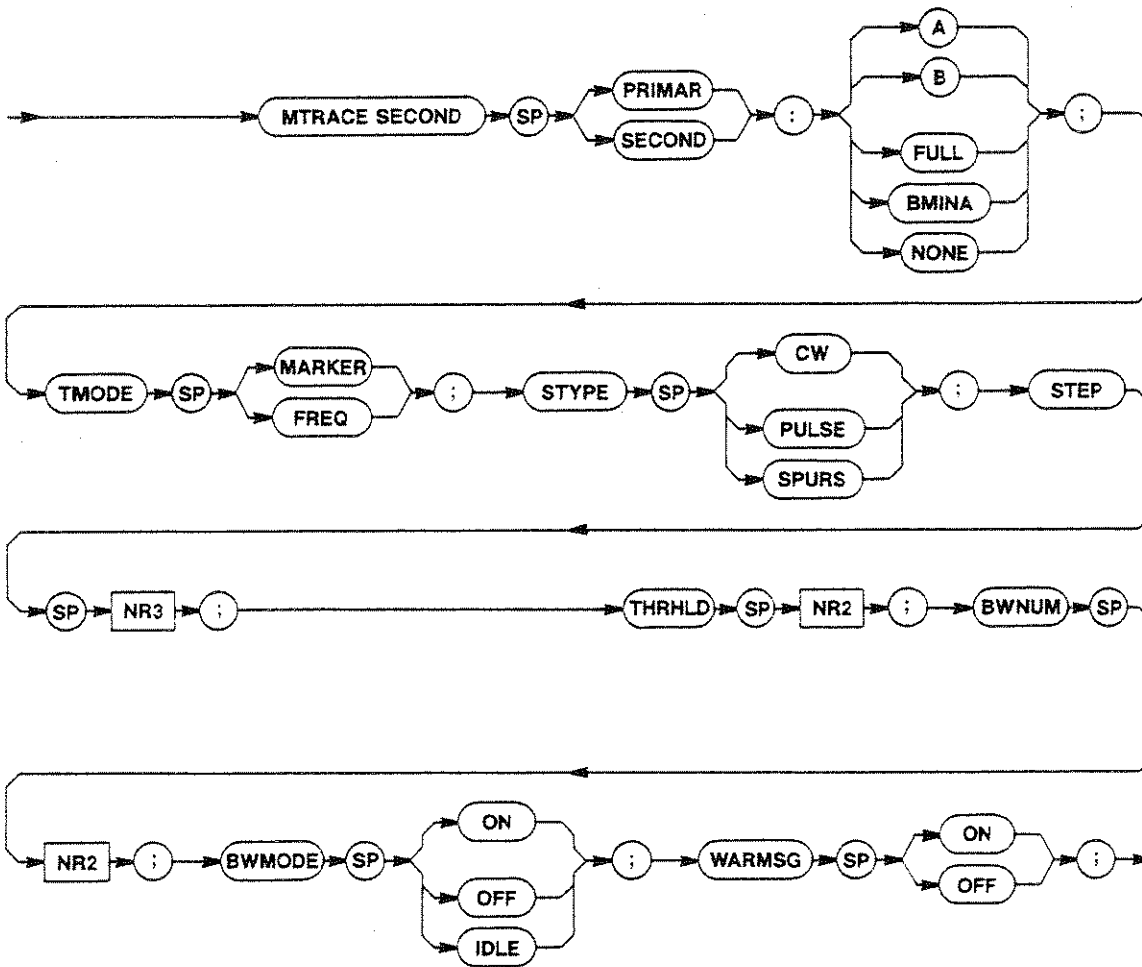 MTRACE SECOND
SP
PRIMAR
SECOND
:
A
B
FULL
BMINA
NONE
;
TMODE
SP
MARKER
FREQ
;
STYPE
SP
CW
PULSE
SPURS
;
STEP
SP
NR3
;
THRHLD
SP
NR2
;
BWNUM
SP
NR2
;
BWMODE
SP
ON
OFF
IDLE
;
WARMSG
SP
ON
OFF
;